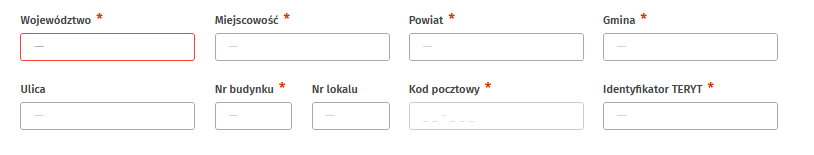 Województwo * Miejscowość * Powiat * Gmina *
— — — —
Ulica Nr budynku * Nr lokalu Kod pocztowy * Identyfikator TERYT *
— — — _ _ - _ _ _ —